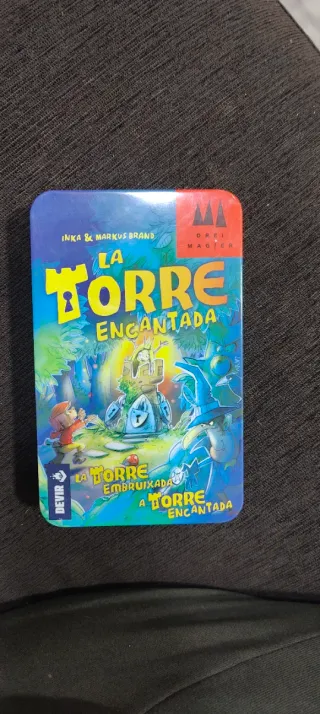 INKA & MARKUS BRAND
DREI
MAGIER
LA
TORRE
ENCANTADA
LA TORRE
EMBRUIXADA
A TORRE
ENCANTADA
DEVIR